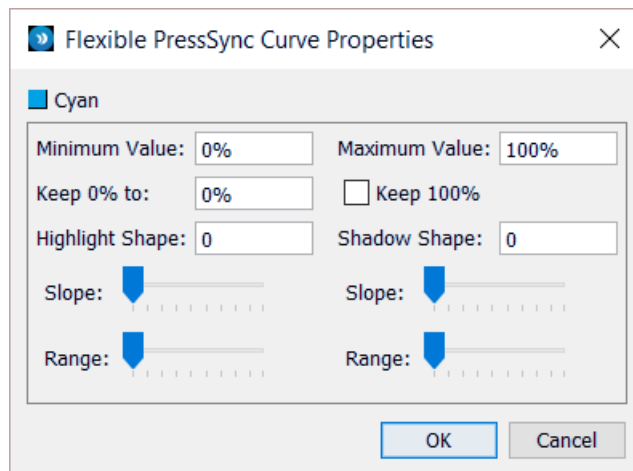 Flexible PressSync Curve Properties
Cyan
Minimum Value: 0% Maximum Value: 100%
Keep 0% to: 0% Keep 100%
Highlight Shape: 0 Shadow Shape: 0
Slope: Slope:
Range: Range:
OK Cancel